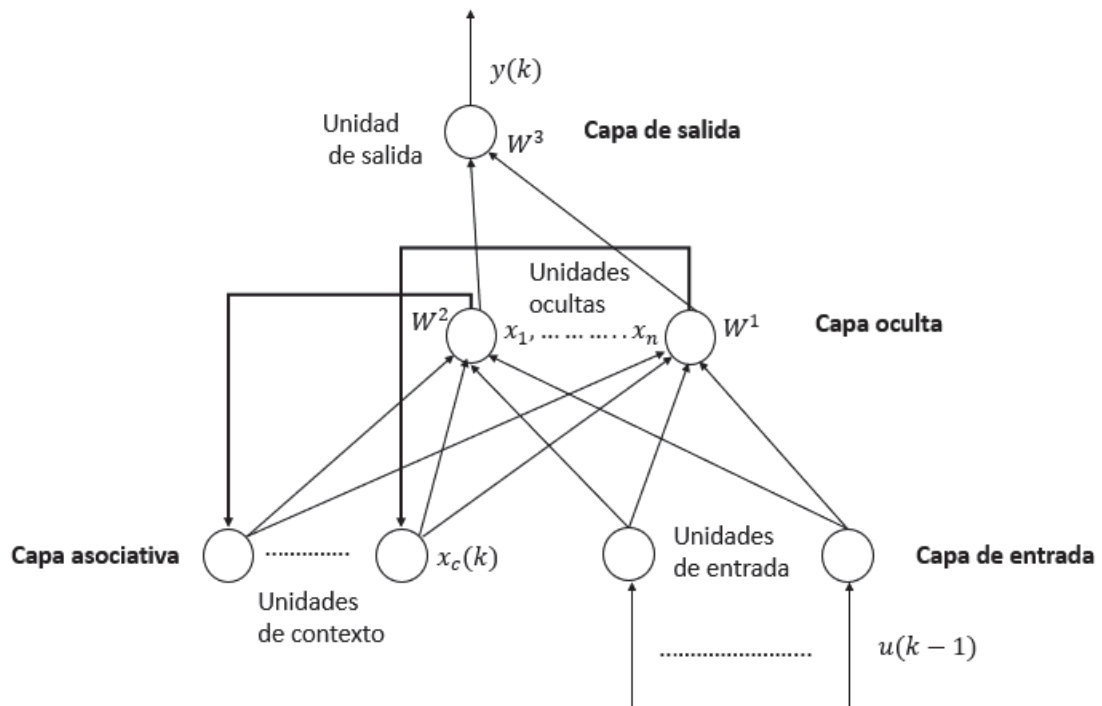 y(k)
Unidad
de salida
W³
Capa de salida
Unidades
ocultas
W²
x₁, ... ... ... .. xₙ
W¹
Capa oculta
Capa asociativa
...............
x_c(k)
Unidades
de contexto
Unidades
de entrada
Capa de entrada
.........................
u(k − 1)